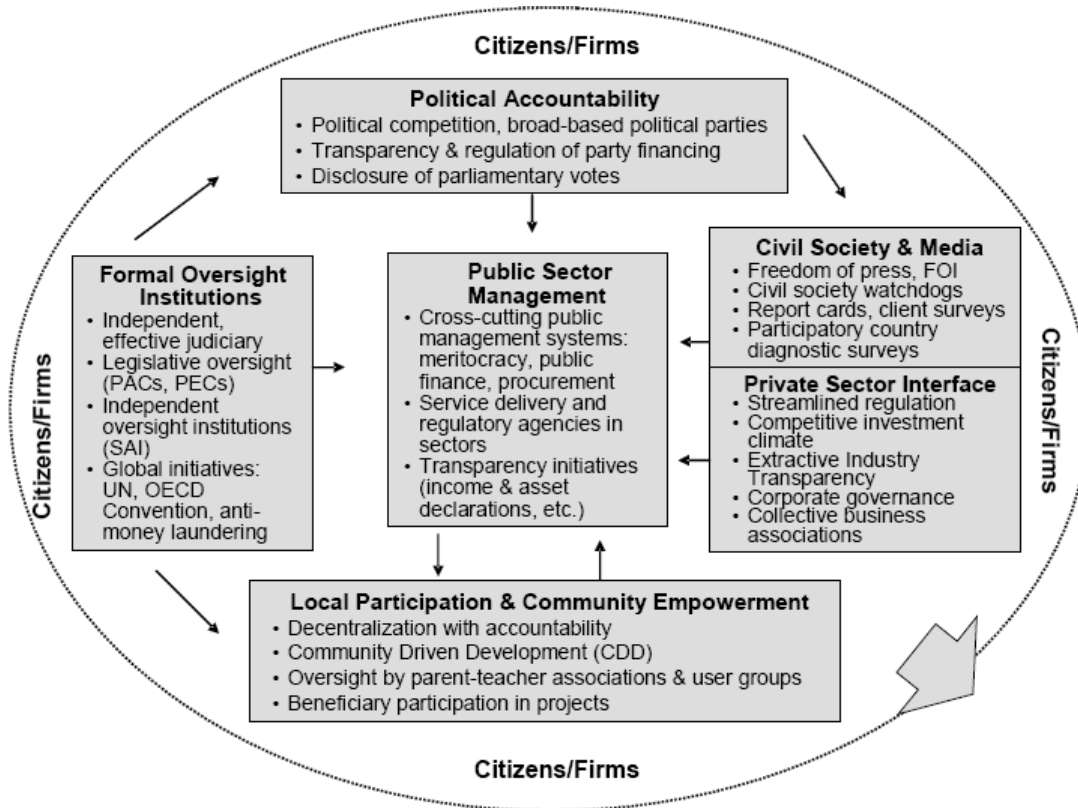 Citizens/Firms
Political Accountability
• Political competition, broad-based political parties
• Transparency & regulation of party financing
• Disclosure of parliamentary votes
Formal Oversight
Institutions
• Independent,
effective judiciary
• Legislative oversight
(PACs, PECs)
• Independent
oversight institutions
(SAI)
• Global initiatives:
UN, OECD
Convention, anti-
money laundering
Public Sector
Management
• Cross-cutting public
management systems:
meritocracy, public
finance, procurement
• Service delivery and
regulatory agencies in
sectors
• Transparency initiatives
(income & asset
declarations, etc.)
Civil Society & Media
• Freedom of press, FOI
• Civil society watchdogs
• Report cards, client surveys
• Participatory country
diagnostic surveys
Private Sector Interface
• Streamlined regulation
• Competitive investment
climate
• Extractive Industry
Transparency
• Corporate governance
• Collective business
associations
Citizens/Firms
Citizens/Firms
Local Participation & Community Empowerment
• Decentralization with accountability
• Community Driven Development (CDD)
• Oversight by parent-teacher associations & user groups
• Beneficiary participation in projects
Citizens/Firms